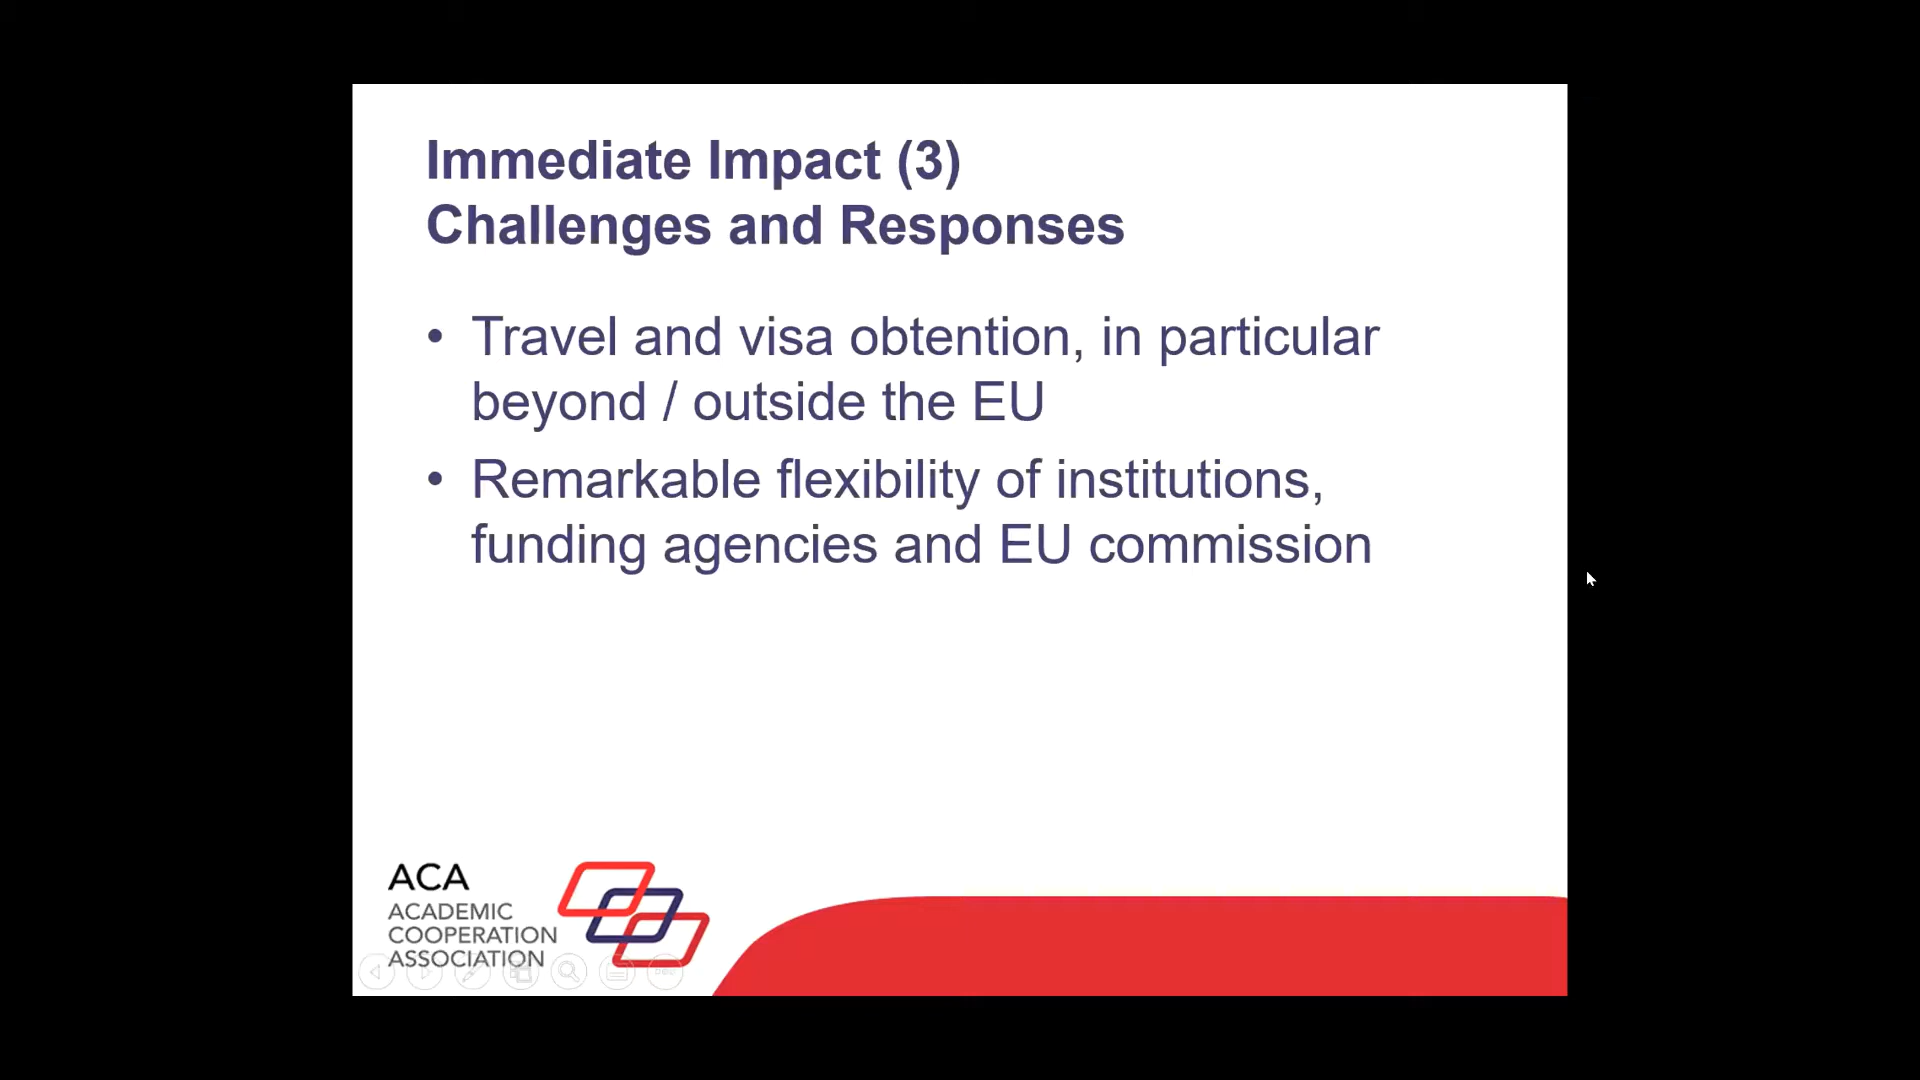 Immediate Impact (3)
Challenges and Responses
• Travel and visa obtention, in particular
beyond / outside the EU
• Remarkable flexibility of institutions,
funding agencies and EU commission
ACA
ACADEMIC
COOPERATION
ASSOCIATION